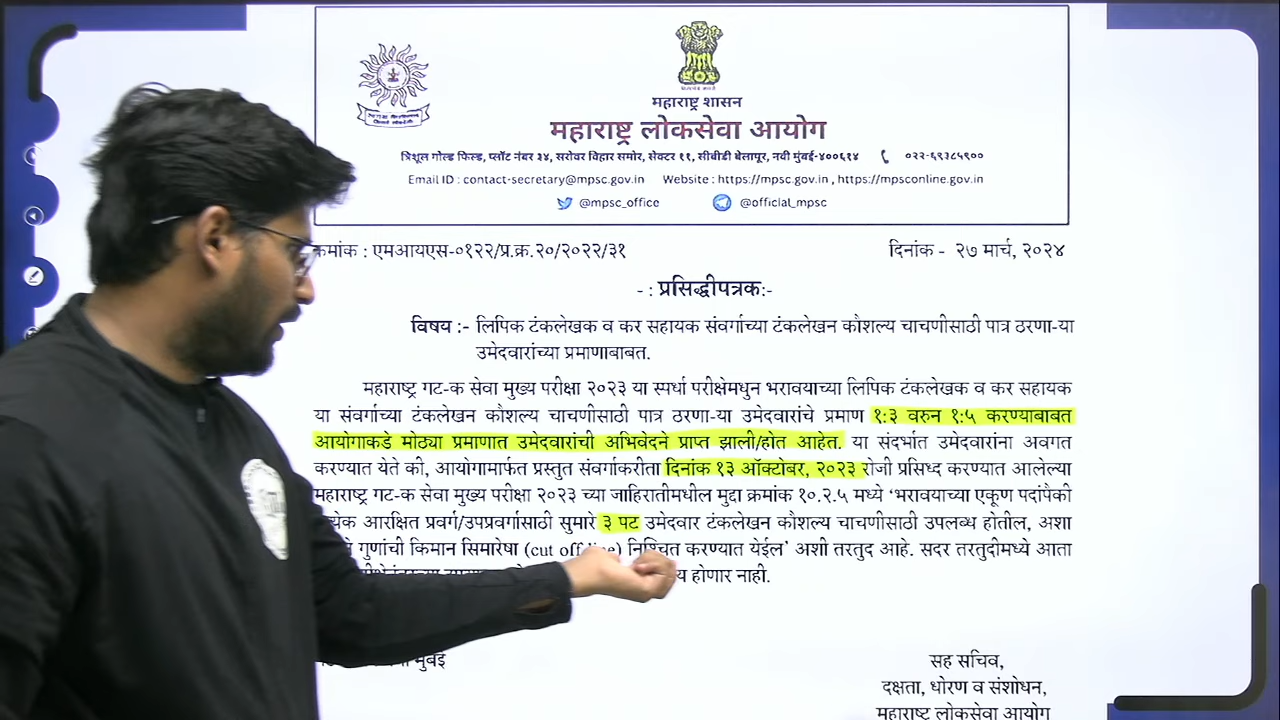 महाराष्ट्र शासन
महाराष्ट्र लोकसेवा आयोग
त्रिशूल गोल्ड फिल्ड, प्लॉट नंबर ३४, सरोवर विहार समोर, सेक्टर ११, सीबीडी बेलापूर, नवी मुंबई-४००६१४ ०२२-६९३८५९००
Email ID : contact-secretary@mpsc.gov.in Website : https://mpsc.gov.in , https://mpsconline.gov.in
@mpsc_office @official_mpsc
क्रमांक : एमआयएस-०१२२/प्र.क्र.२०/२०२२/३१ दिनांक - २७ मार्च, २०२४
- : प्रसिद्धीपत्रक:-
विषय :- लिपिक टंकलेखक व कर सहायक संवर्गाच्या टंकलेखन कौशल्य चाचणीसाठी पात्र ठरणा-या
उमेदवारांच्या प्रमाणाबाबत.
महाराष्ट्र गट-क सेवा मुख्य परीक्षा २०२३ या स्पर्धा परीक्षेमधुन भरावयाच्या लिपिक टंकलेखक व कर सहायक
या संवर्गाच्या टंकलेखन कौशल्य चाचणीसाठी पात्र ठरणा-या उमेदवारांचे प्रमाण १:३ वरुन १:५ करण्याबाबत
आयोगाकडे मोठ्या प्रमाणात उमेदवारांची अभिवेदने प्राप्त झाली/होत आहेत. या संदर्भात उमेदवारांना अवगत
करण्यात येते की, आयोगामार्फत प्रस्तुत संवर्गाकरीता दिनांक १३ ऑक्टोबर, २०२३ रोजी प्रसिध्द करण्यात आलेल्या
महाराष्ट्र गट-क सेवा मुख्य परीक्षा २०२३ च्या जाहिरातीमधील मुद्दा क्रमांक १०.२.५ मध्ये 'भरावयाच्या एकूण पदांपैकी
आरक्षित प्रवर्ग/उपप्रवर्गासाठी सुमारे ३ पट उमेदवार टंकलेखन कौशल्य चाचणीसाठी उपलब्ध होतील, अशा
गुणांची किमान सिमारेषा (cut निश्चित करण्यात येईल' अशी तरतुद आहे. सदर तरतुदीमध्ये आता
होणार नाही.
मुंबई
सह सचिव,
दक्षता, धोरण व संशोधन,
महाराष्ट्र लोकसेवा आयोग